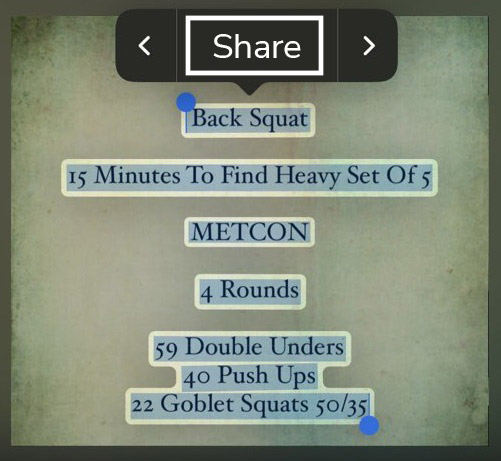 Share
Back Squat
15 Minutes To Find Heavy Set Of 5
METCON
4 Rounds
59 Double Unders
40 Push Ups
22 Goblet Squats 50/35